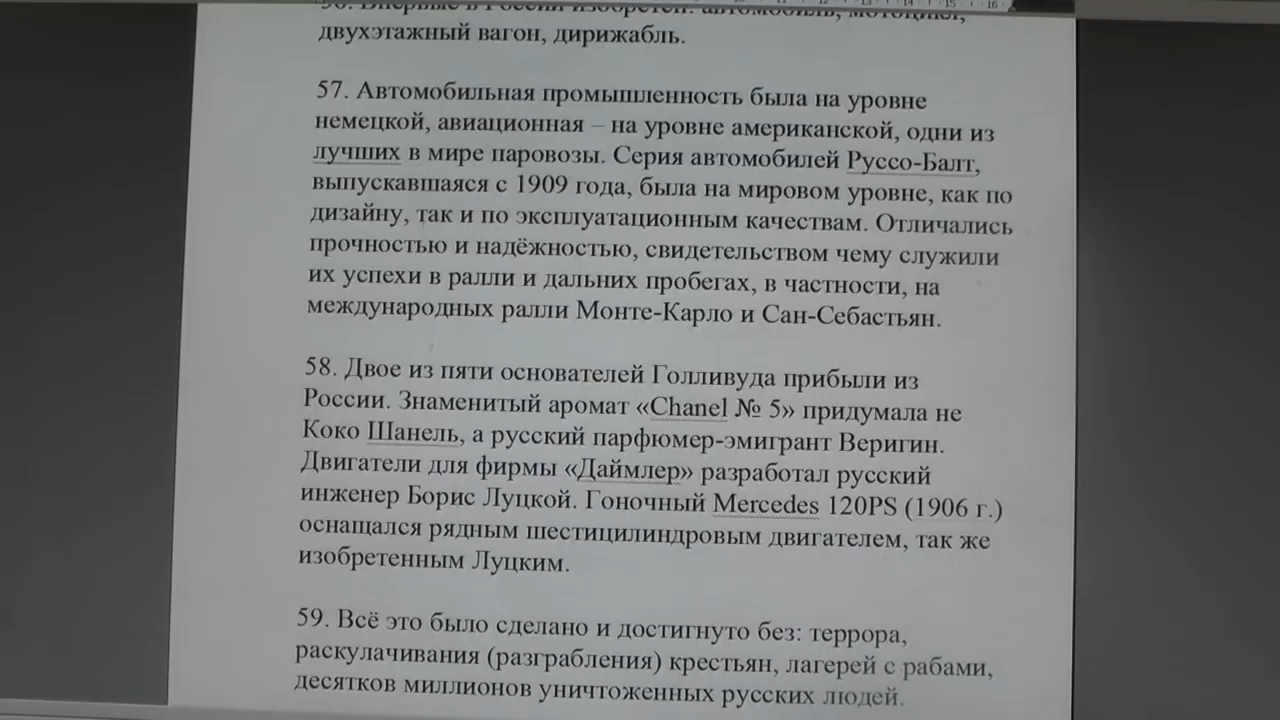 56. Впервые в России изобретён: автомобиль, мотоцикл,
двухэтажный вагон, дирижабль.
57. Автомобильная промышленность была на уровне
немецкой, авиационная – на уровне американской, одни из
лучших в мире паровозы. Серия автомобилей Руссо-Балт,
выпускавшаяся с 1909 года, была на мировом уровне, как по
дизайну, так и по эксплуатационным качествам. Отличались
прочностью и надёжностью, свидетельством чему служили
их успехи в ралли и дальних пробегах, в частности, на
международных ралли Монте-Карло и Сан-Себастьян.
58. Двое из пяти основателей Голливуда прибыли из
России. Знаменитый аромат «Chanel № 5» придумала не
Коко Шанель, а русский парфюмер-эмигрант Веригин.
Двигатели для фирмы «Даймлер» разработал русский
инженер Борис Луцкой. Гоночный Mercedes 120PS (1906 г.)
оснащался рядным шестицилиндровым двигателем, так же
изобретенным Луцким.
59. Всё это было сделано и достигнуто без: террора,
раскулачивания (разграбления) крестьян, лагерей с рабами,
десятков миллионов уничтоженных русских людей.